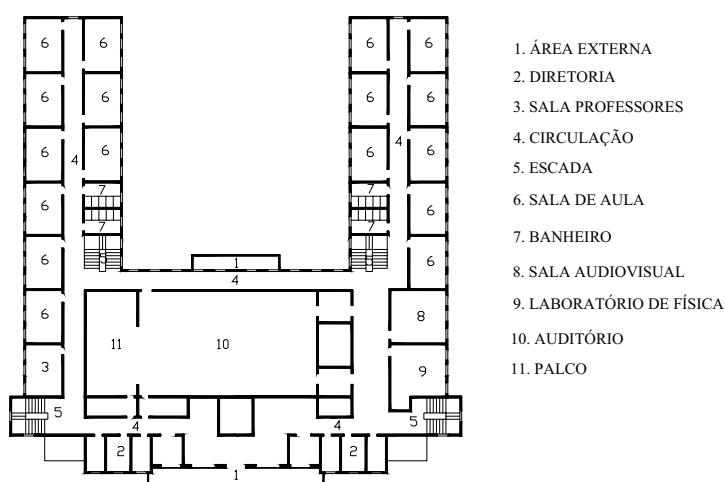 6 6 6 6
6 6 6 6
6 6 6 6
4 4
7 7
6 6
7 7
6 6
1
4
6 8
11 10
3 9
5 5
4 4
2 2
1
1. ÁREA EXTERNA
2. DIRETORIA
3. SALA PROFESSORES
4. CIRCULAÇÃO
5. ESCADA
6. SALA DE AULA
7. BANHEIRO
8. SALA AUDIOVISUAL
9. LABORATÓRIO DE FÍSICA
10. AUDITÓRIO
11. PALCO